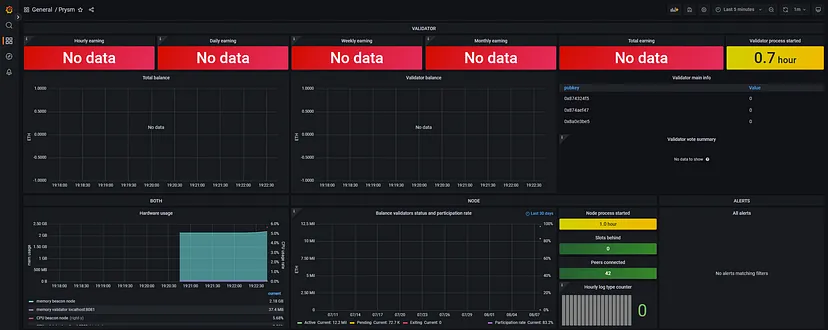 General / Prysm
Last 5 minutes
1m
VALIDATOR
Hourly earning
Daily earning
Weekly earning
Monthly earning
Total earning
Validator process started
No data
No data
No data
No data
No data
0.7 hour
Total balance
Validator balance
Validator main info
1.0000
0.5000
0.0000
-0.5000
-1.0000
ETH
No data
19:18:00 19:18:30 19:19:00 19:19:30 19:20:00 19:20:30 19:21:00 19:21:30 19:22:00 19:22:30
1.0000
0.5000
0.0000
-0.5000
-1.0000
ETH
No data
19:18:00 19:18:30 19:19:00 19:19:30 19:20:00 19:20:30 19:21:00 19:21:30 19:22:00 19:22:30
pubkey Value
0x874324f5 0
0x874aef47 0
0x8a0c3be5 0
Validator vote summary
No data to show
BOTH
NODE
ALERTS
Hardware usage
2.50 GB
2 GB
1.50 GB
1 GB
500 MB
0 B
mem usage
6.0%
5.0%
4.0%
3.0%
2.0%
1.0%
0%
CPU usage rate
19:18:00 19:18:30 19:19:00 19:19:30 19:20:00 19:20:30 19:21:00 19:21:30 19:22:00 19:22:30
current
memory beacon node 2.18 GB
memory validator localhost:8081 37.4 MB
CPU beacon node (right-y) 5.68%
Balance validators status and participation rate
Last 30 days
12.5 Mil
10 Mil
7.50 Mil
5 Mil
2.50 Mil
0
ETH
100%
80%
60%
40%
20%
0%
07/11 07/14 07/17 07/20 07/23 07/26 07/29 08/01 08/04 08/07
Active Current: 12.2 Mil Pending Current: 72.7 K Exiting Current: 0 Participation rate Current: 83.2%
Node process started
1.0 hour
Slots behind
0
Peers connected
42
Hourly log type counter
0
All alerts
No alerts matching filters